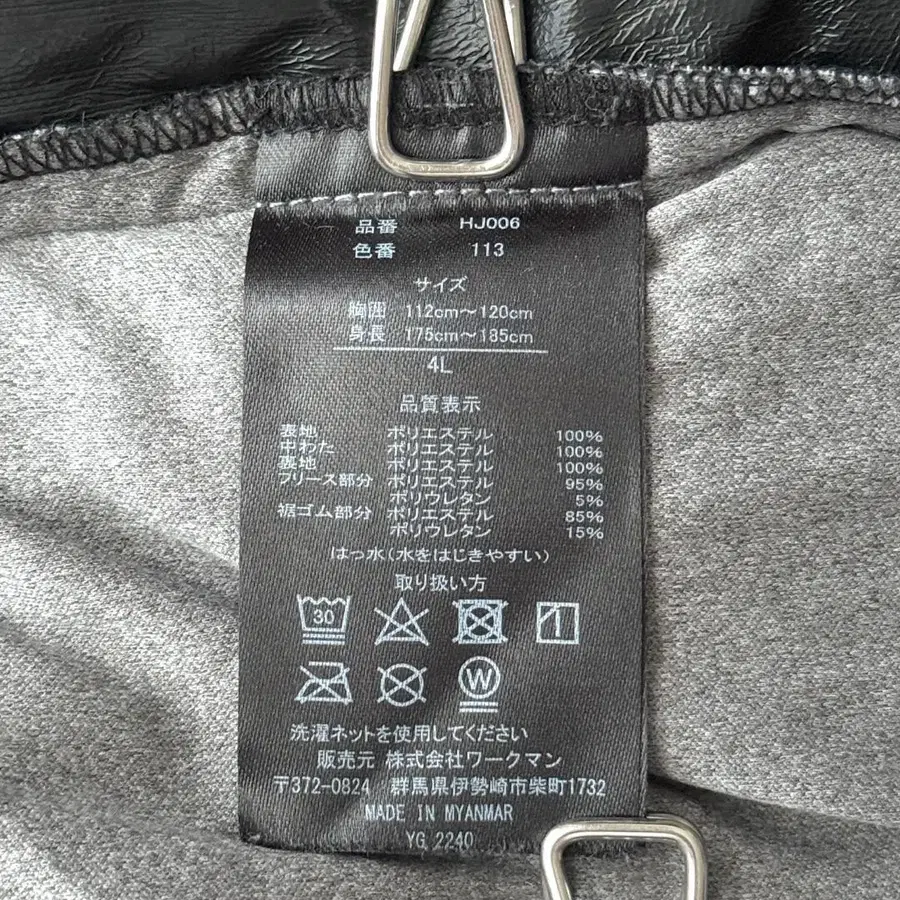 品番 HJ006
色番 113
サイズ
胸囲 112cm～120cm
身長 175cm～185cm
4L
品質表示
表地 ポリエステル 100%
中わた ポリエステル 100%
裏地 ポリエステル 100%
フリース部分 ポリエステル 95%
ポリウレタン 5%
裾ゴム部分 ポリエステル 85%
ポリウレタン 15%
はっ水(水をはじきやすい)
取り扱い方
30
W
洗濯ネットを使用してください
販売元 株式会社ワークマン
〒372-0824 群馬県伊勢崎市柴町1732
MADE IN MYANMAR
YG 2240